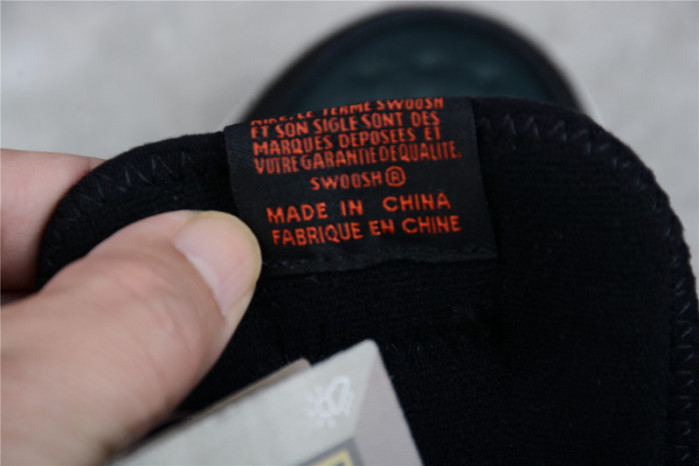 NIKE, LE TERME SWOOSH
ET SON SIGLE SONT DES
MARQUES DEPOSEES ET
VOTRE GARANTIE DE QUALITE.
SWOOSH®
MADE IN CHINA
FABRIQUE EN CHINE